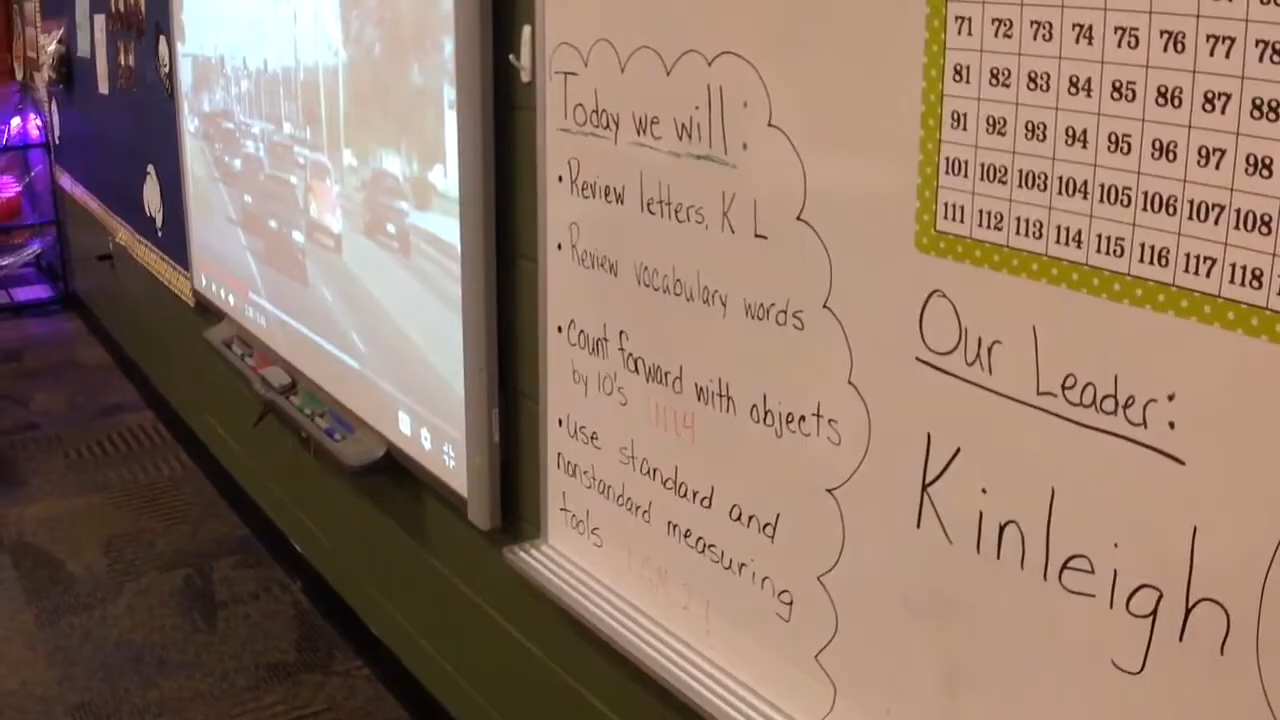 Today we will:
•Review letters, K L
•Review vocabulary words
•Count forward with objects
by 10's
•use standard and
nonstandard measuring
tools
71 72 73 74 75 76 77 78
81 82 83 84 85 86 87 88
91 92 93 94 95 96 97 98
101 102 103 104 105 106 107 108
111 112 113 114 115 116 117 118
Our Leader:
Kinleigh